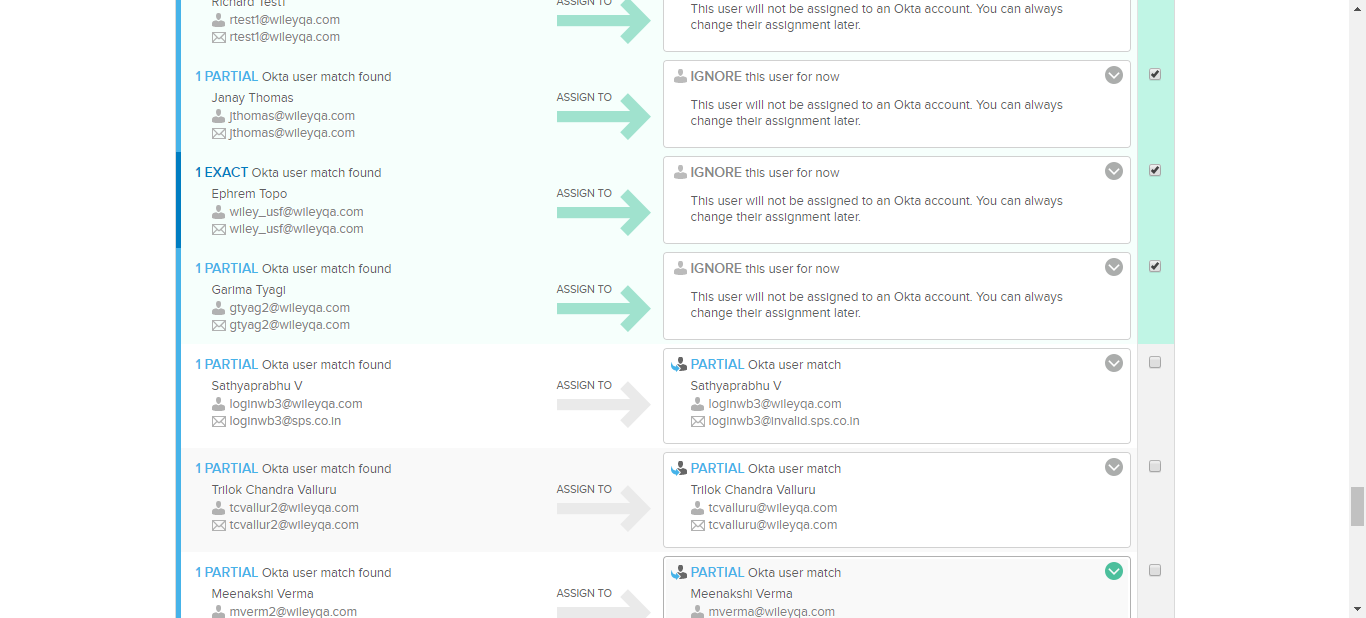 Richard Test1
rtest1@wileyqa.com
rtest1@wileyqa.com
ASSIGN TO
This user will not be assigned to an Okta account. You can always
change their assignment later.
1 PARTIAL Okta user match found
Janay Thomas
jthomas@wileyqa.com
jthomas@wileyqa.com
ASSIGN TO
IGNORE this user for now
This user will not be assigned to an Okta account. You can always
change their assignment later.
1 EXACT Okta user match found
Ephrem Topo
wiley_usf@wileyqa.com
wiley_usf@wileyqa.com
ASSIGN TO
IGNORE this user for now
This user will not be assigned to an Okta account. You can always
change their assignment later.
1 PARTIAL Okta user match found
Garima Tyagi
gtyag2@wileyqa.com
gtyag2@wileyqa.com
ASSIGN TO
IGNORE this user for now
This user will not be assigned to an Okta account. You can always
change their assignment later.
1 PARTIAL Okta user match found
Sathyaprabhu V
loginwb3@wileyqa.com
loginwb3@sps.co.in
ASSIGN TO
PARTIAL Okta user match
Sathyaprabhu V
loginwb3@wileyqa.com
loginwb3@invalid.sps.co.in
1 PARTIAL Okta user match found
Trilok Chandra Valluru
tcvallur2@wileyqa.com
tcvallur2@wileyqa.com
ASSIGN TO
PARTIAL Okta user match
Trilok Chandra Valluru
tcvalluru@wileyqa.com
tcvalluru@wileyqa.com
1 PARTIAL Okta user match found
Meenakshi Verma
mverm2@wileyqa.com
ASSIGN TO
PARTIAL Okta user match
Meenakshi Verma
mverma@wileyqa.com